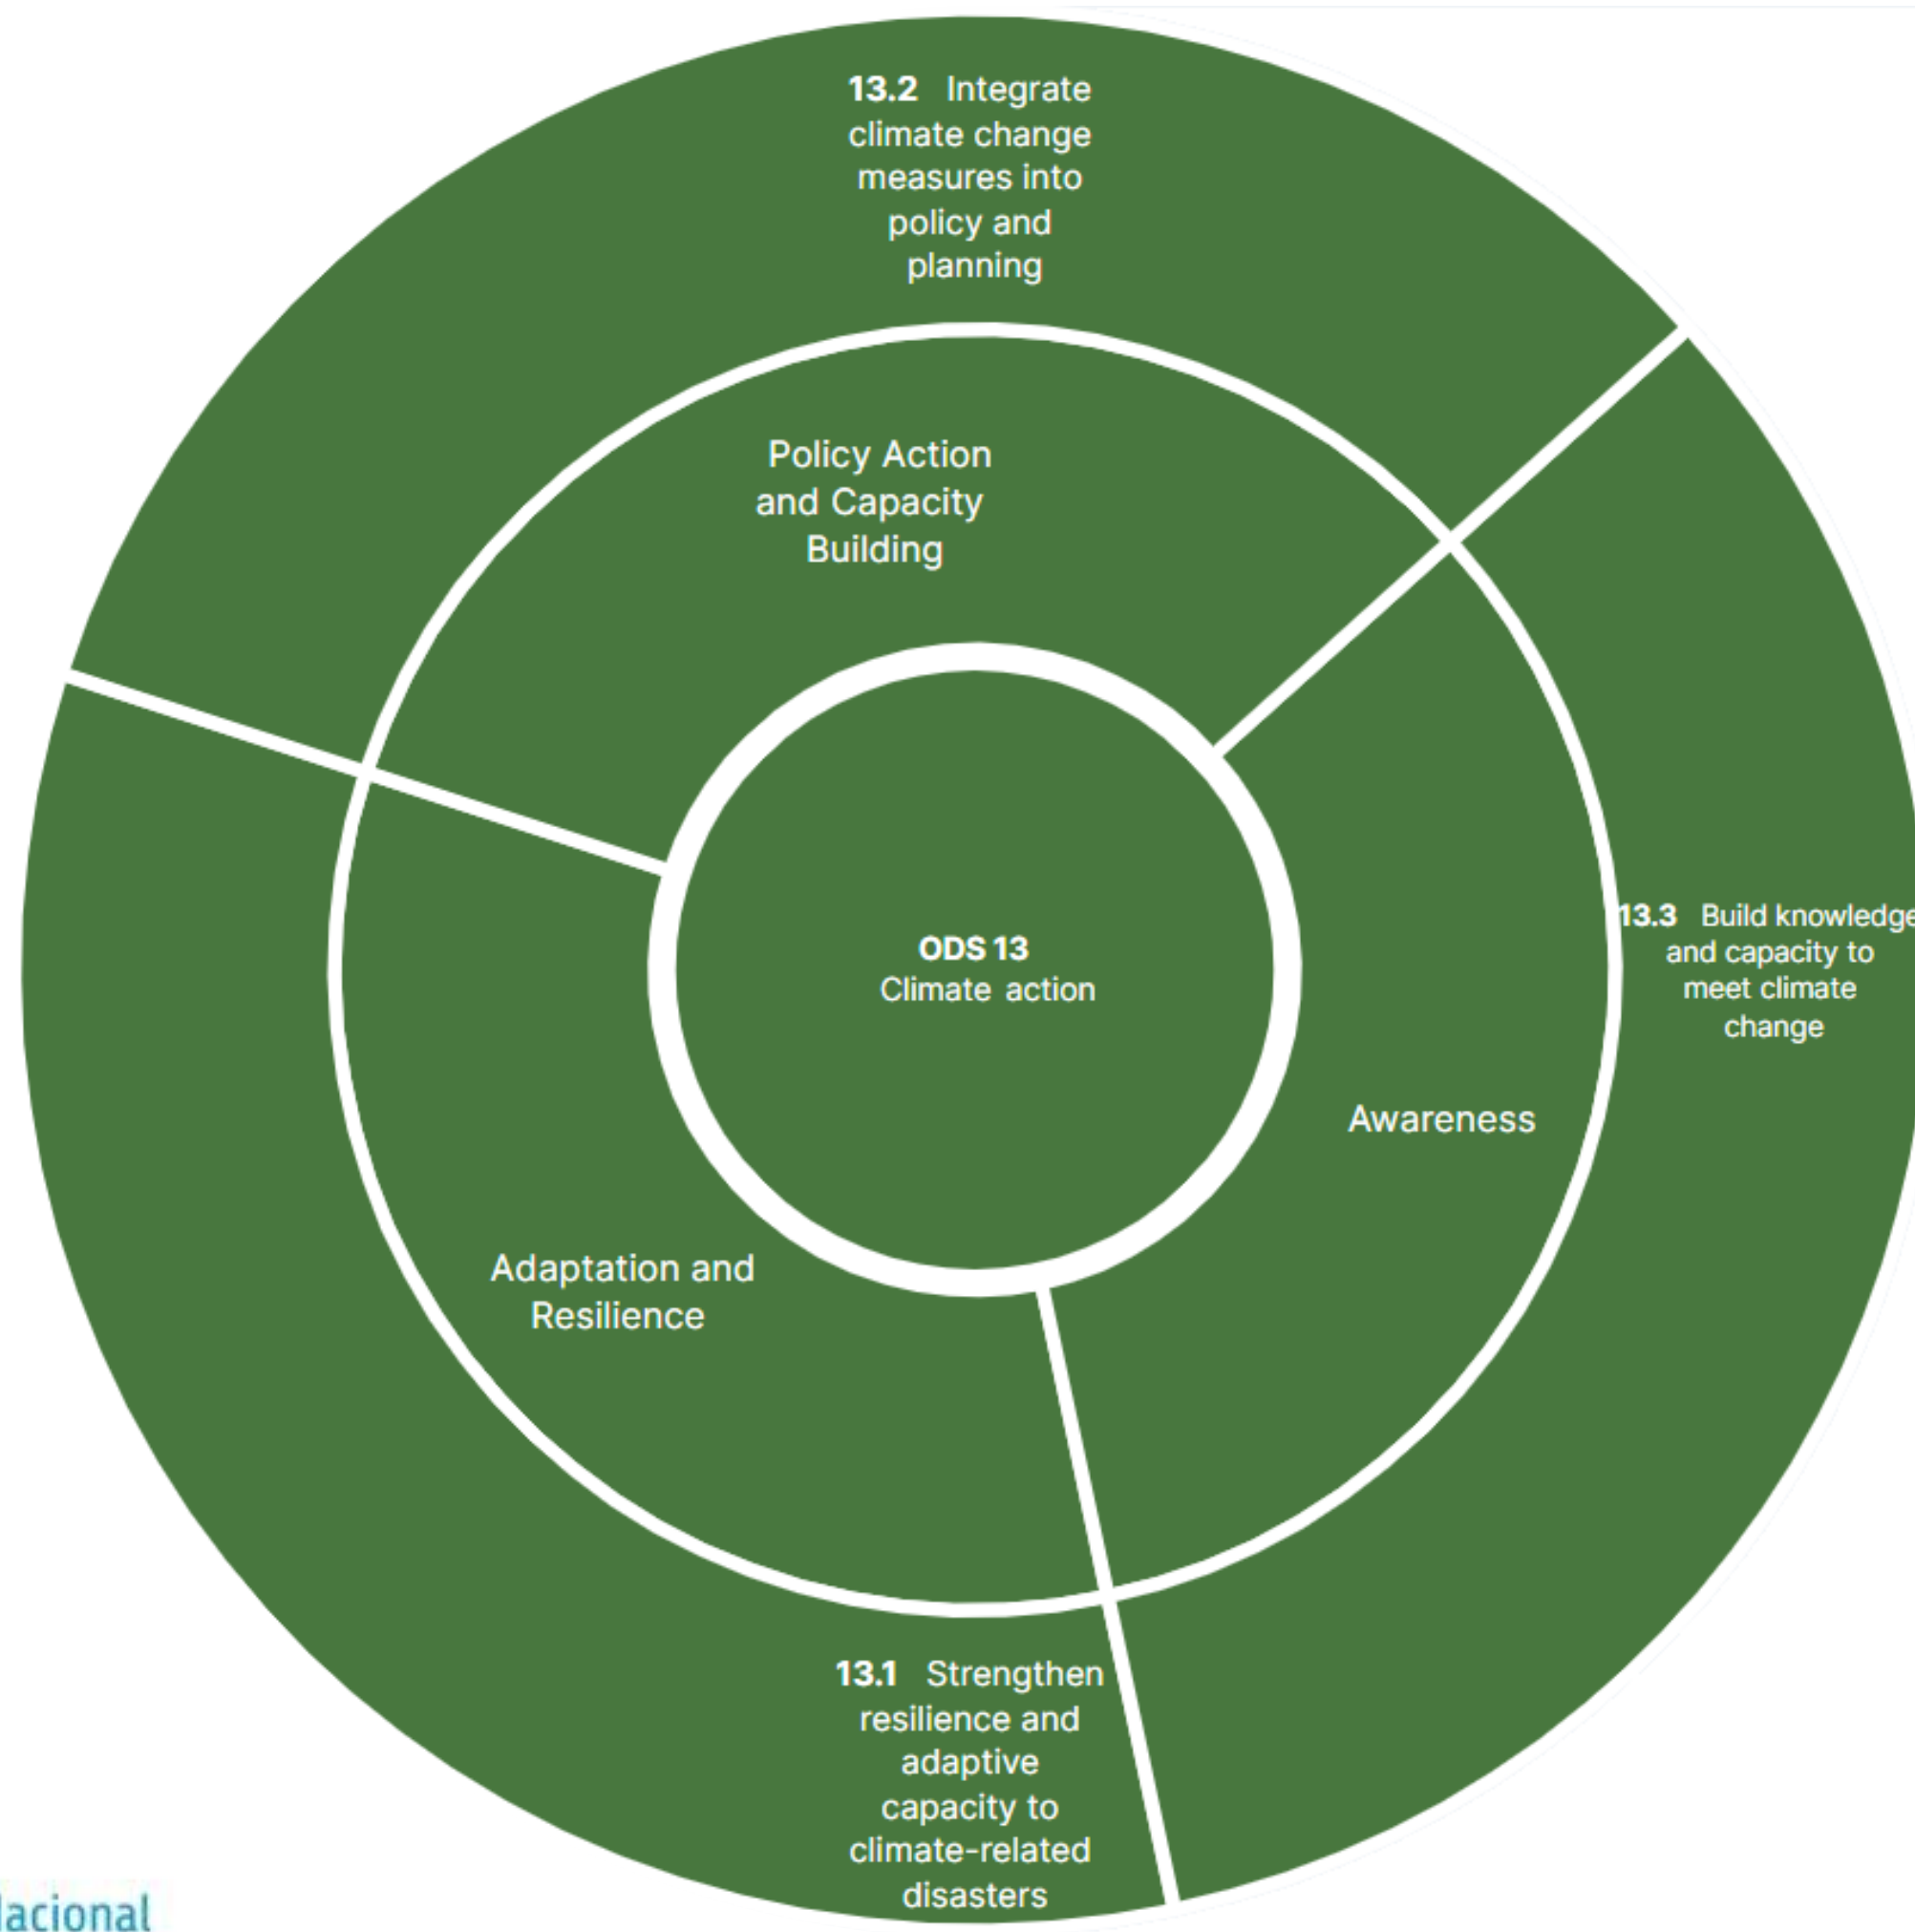 13.2 Integrate
climate change
measures into
policy and
planning
Policy Action
and Capacity
Building
ODS 13
Climate action
13.3 Build knowledge
and capacity to
meet climate
change
Awareness
Adaptation and
Resilience
13.1 Strengthen
resilience and
adaptive
capacity to
climate-related
disasters